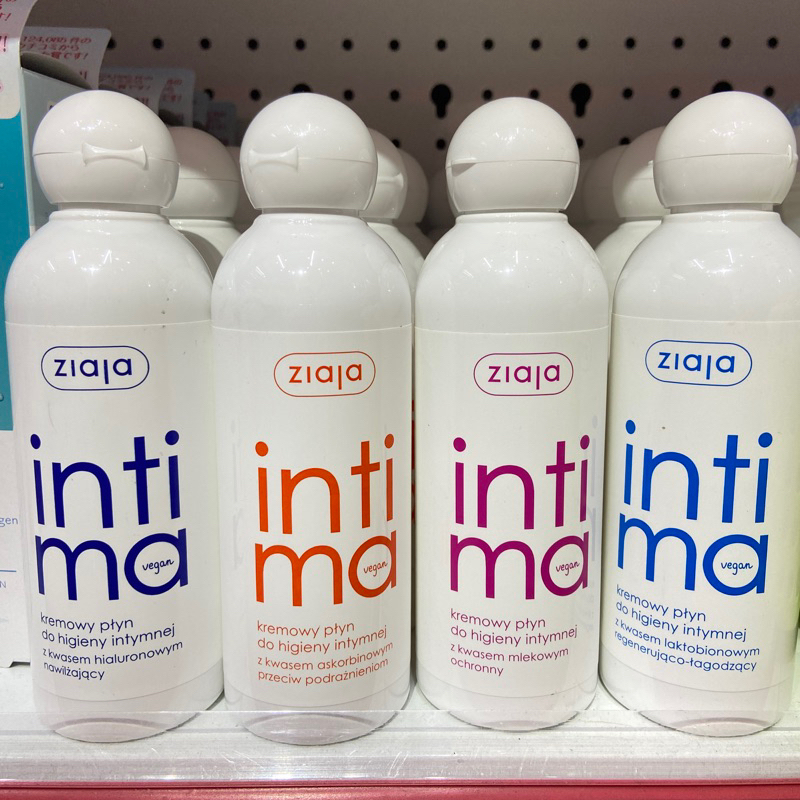 ziaja
inti
ma
vegan
kremowy płyn
do higieny intymnej
z kwasem hialuronowym
nawilżający
ziaja
inti
ma
vegan
kremowy płyn
do higieny intymnej
z kwasem askorbinowym
przeciw podrażnieniom
ziaja
inti
ma
vegan
kremowy płyn
do higieny intymnej
z kwasem mlekowym
ochronny
ziaja
inti
ma
vegan
kremowy płyn
do higieny intymnej
z kwasem laktobionowym
regenerująco-łagodzący